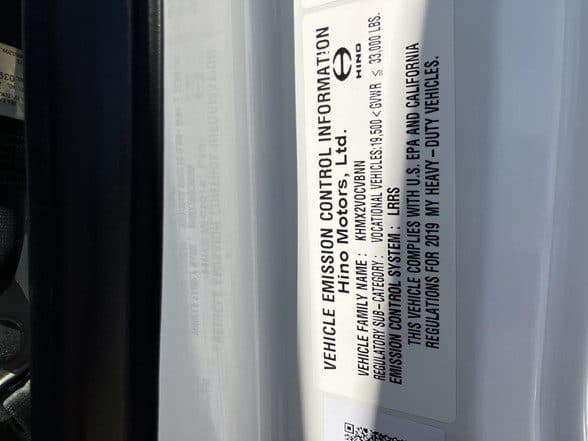 VEHICLE EMISSION CONTROL INFORMATION
Hino Motors, Ltd.
HINO
VEHICLE FAMILY NAME : KHMX2VOCVBNN
REGULATORY SUB-CATEGORY : VOCATIONAL VEHICLES:19,500 < GVWR ≤ 33,000 LBS.
EMISSION CONTROL SYSTEM : LRRS
THIS VEHICLE COMPLIES WITH U.S. EPA AND CALIFORNIA
REGULATIONS FOR 2019 MY HEAVY-DUTY VEHICLES.